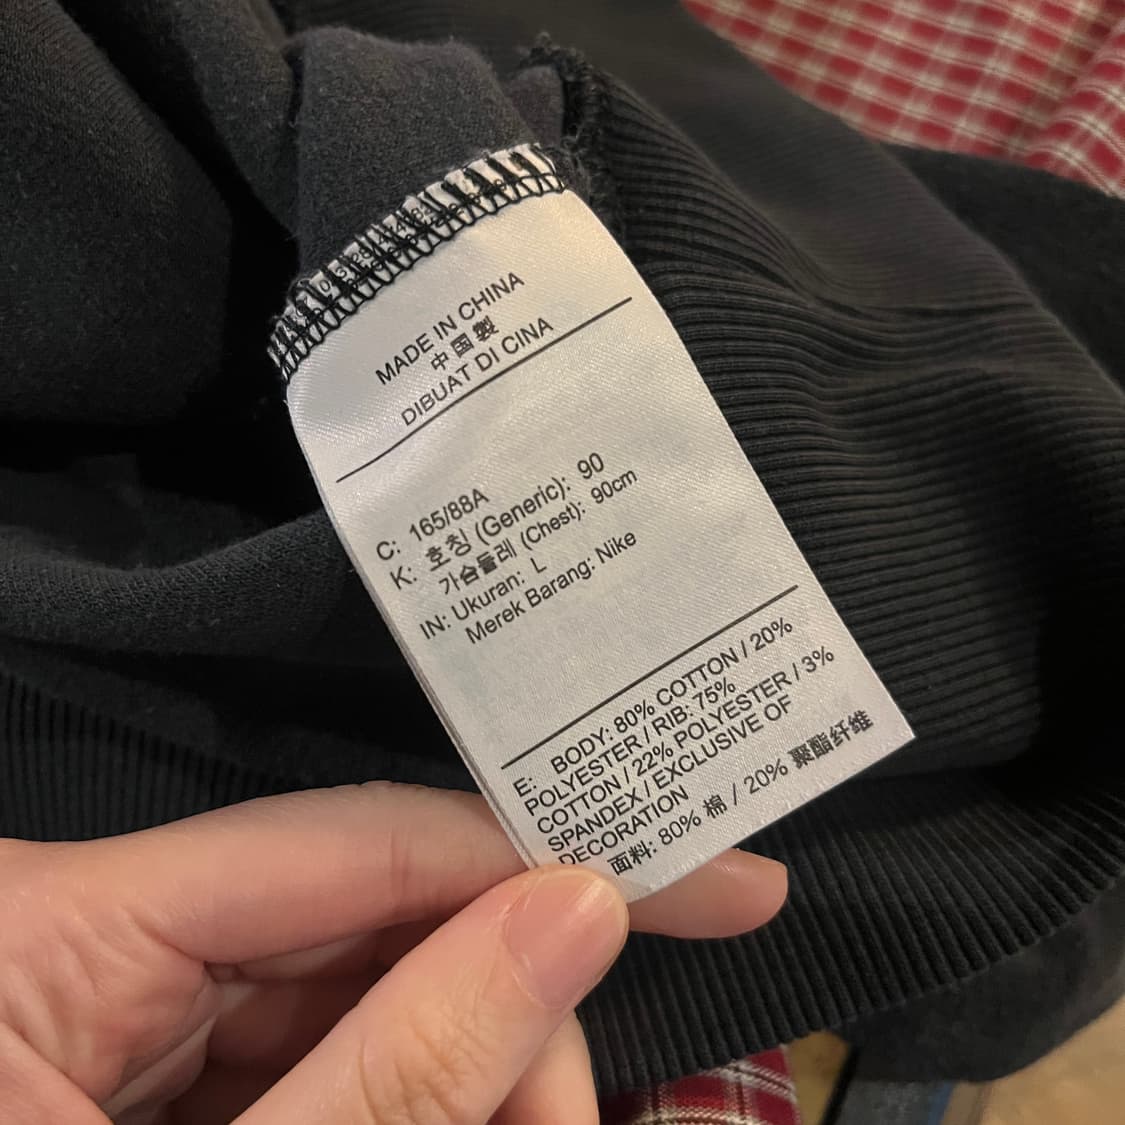 MADE IN CHINA
中国製
DIBUAT DI CINA
C: 165/88A
K: 호칭 (Generic): 90
가슴둘레 (Chest): 90cm
IN: Ukuran: L
Merek Barang: Nike
E: BODY: 80% COTTON / 20%
POLYESTER / RIB: 75%
COTTON / 22% POLYESTER / 3%
SPANDEX / EXCLUSIVE OF
DECORATION
面料: 80% 棉 / 20% 聚酯纤维